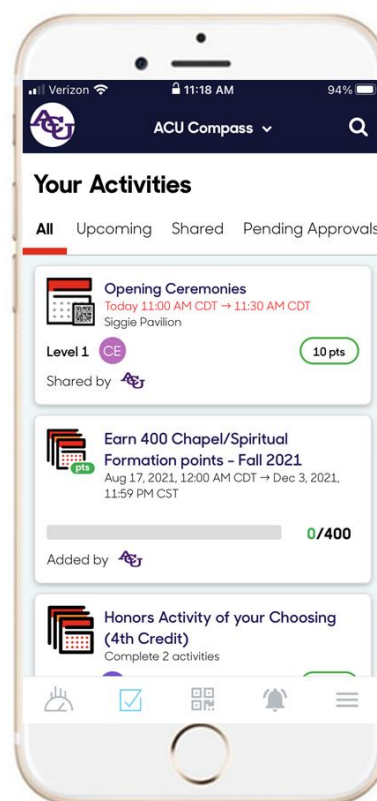 Verizon 11:18 AM 94%
ACU ACU Compass
Your Activities
All Upcoming Shared Pending Approvals
Opening Ceremonies
Today 11:00 AM CDT → 11:30 AM CDT
Siggie Pavilion
Level 1 CE 10 pts
Shared by ACU
Earn 400 Chapel/Spiritual
pts Formation points - Fall 2021
Aug 17, 2021, 12:00 AM CDT → Dec 3, 2021,
11:59 PM CST
0/400
Added by ACU
Honors Activity of your Choosing
(4th Credit)
Complete 2 activities